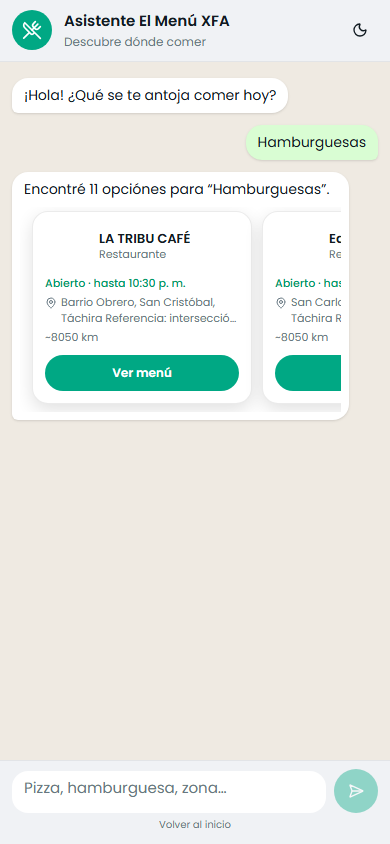 Asistente El Menú XFA
Descubre dónde comer
¡Hola! ¿Qué se te antoja comer hoy?
Hamburguesas
Encontré 11 opciónes para “Hamburguesas”.
LA TRIBU CAFÉ
Restaurante
Abierto · hasta 10:30 p. m.
Barrio Obrero, San Cristóbal,
Táchira Referencia: intersecció...
~8050 km
Ver menú
Re
Abierto · has
San Carlo
Táchira R
~8050 km
Pizza, hamburguesa, zona...
Volver al inicio